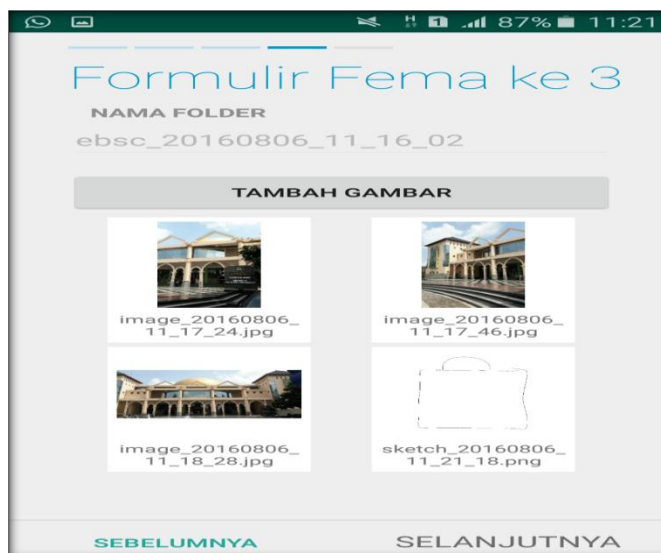 87% 11:21
Formulir Fema ke 3
NAMA FOLDER
ebsc_20160806_11_16_02
TAMBAH GAMBAR
image_20160806_
11_17_24.jpg
image_20160806_
11_17_46.jpg
image_20160806_
11_18_28.jpg
sketch_20160806_
11_21_18.png
SEBELUMNYA
SELANJUTNYA